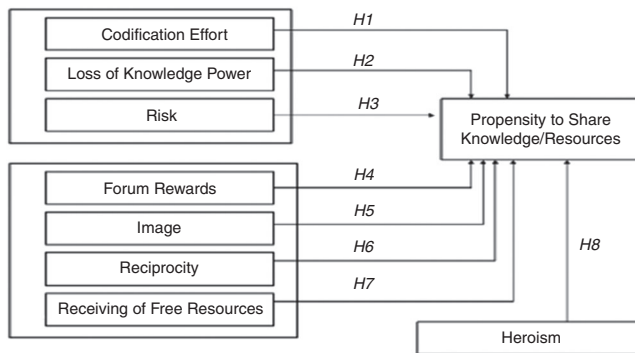 Codification Effort
H1
Loss of Knowledge Power
H2
Risk
H3
Propensity to Share
Knowledge/Resources
Forum Rewards
H4
Image
H5
Reciprocity
H6
Receiving of Free Resources
H7
H8
Heroism